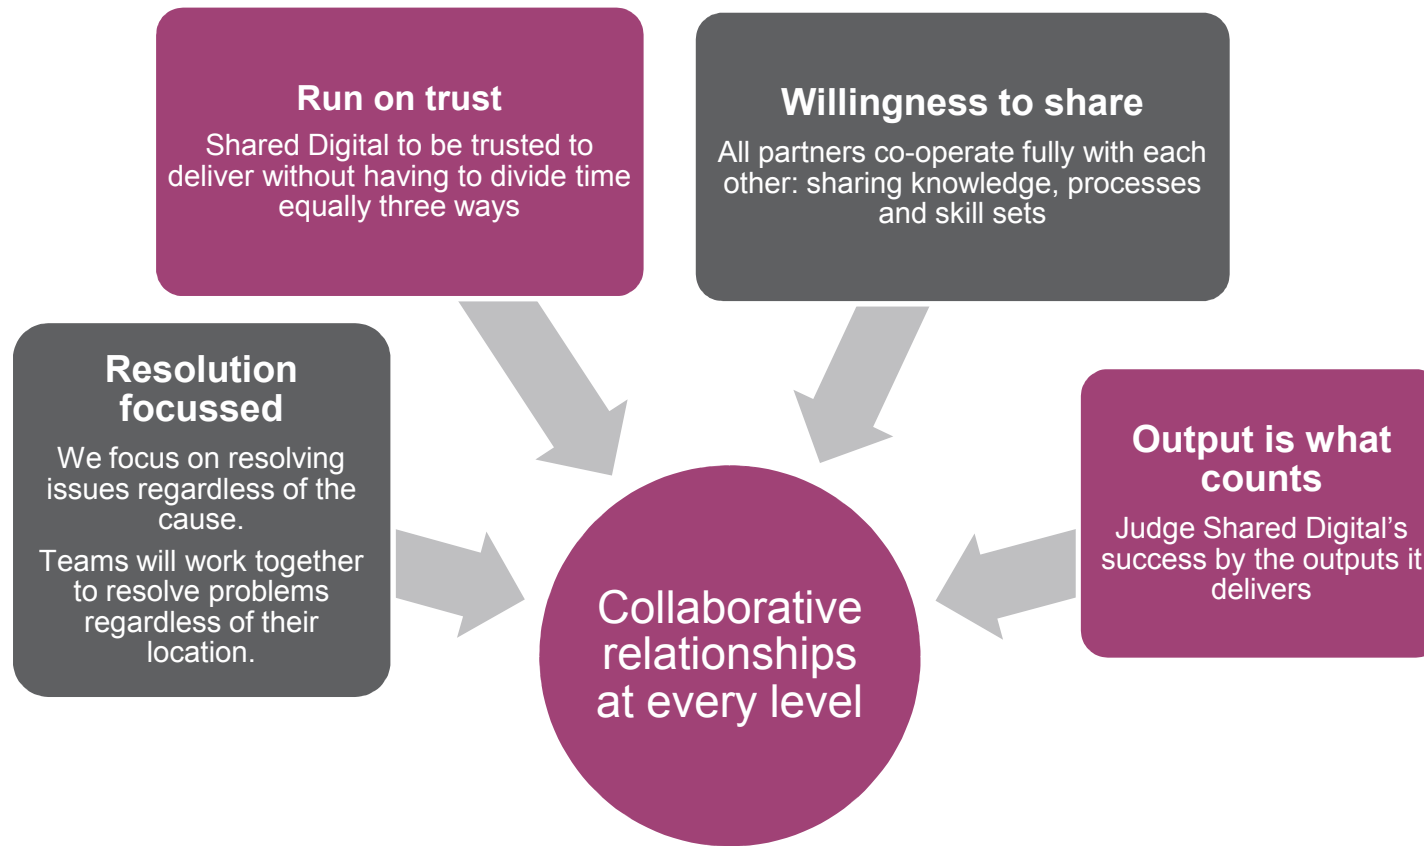 Run on trust
Shared Digital to be trusted to
deliver without having to divide time
equally three ways
Willingness to share
All partners co-operate fully with each
other: sharing knowledge, processes
and skill sets
Resolution
focussed
We focus on resolving
issues regardless of the
cause.
Teams will work together
to resolve problems
regardless of their
location.
Output is what
counts
Judge Shared Digital’s
success by the outputs it
delivers
Collaborative
relationships
at every level